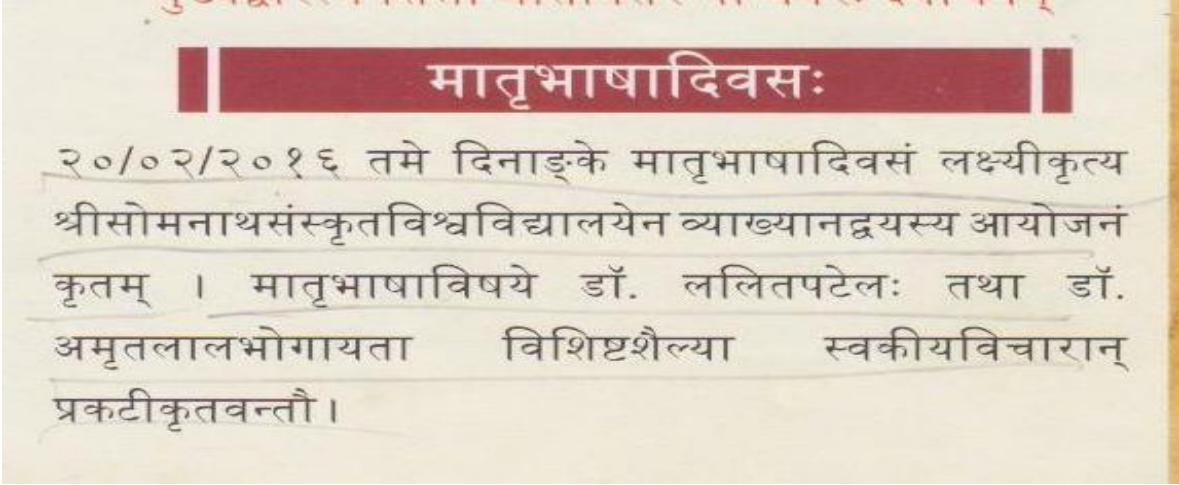 मातृभाषादिवसः
२०/०२/२०१६ तमे दिनाङ्के मातृभाषादिवसं लक्ष्यीकृत्य
श्रीसोमनाथसंस्कृतविश्वविद्यालयेन व्याख्यानद्वयस्य आयोजनं
कृतम् । मातृभाषाविषये डॉ. ललितपटेलः तथा डॉ.
अमृतलालभोगायता विशिष्टशैल्या स्वकीयविचारान्
प्रकटीकृतवन्तौ।